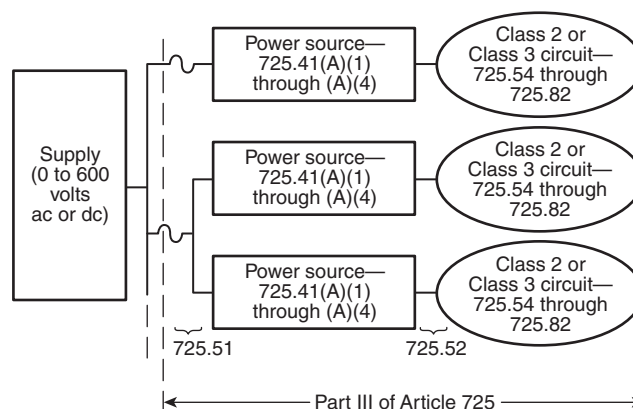 Supply
(0 to 600
volts
ac or dc)
Power source—
725.41(A)(1)
through (A)(4)
Class 2 or
Class 3 circuit—
725.54 through
725.82
Power source—
725.41(A)(1)
through (A)(4)
Class 2 or
Class 3 circuit—
725.54 through
725.82
Power source—
725.41(A)(1)
through (A)(4)
Class 2 or
Class 3 circuit—
725.54 through
725.82
725.51
725.52
Part III of Article 725